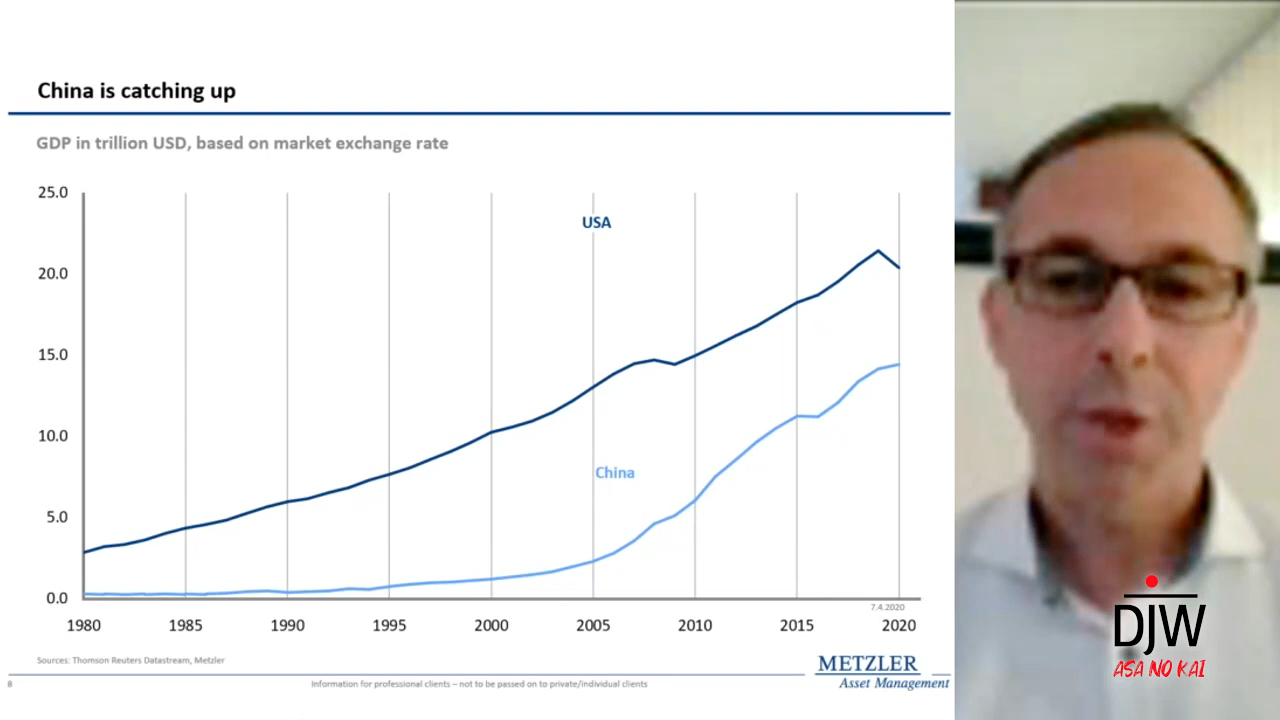 China is catching up
GDP in trillion USD, based on market exchange rate
25.0
20.0
15.0
10.0
5.0
0.0
USA
China
7.4.2020
1980 1985 1990 1995 2000 2005 2010 2015 2020
Sources: Thomson Reuters Datastream, Metzler
8
Information for professional clients – not to be passed on to private/individual clients
METZLER
Asset Management
DJW
ASA NO KAI